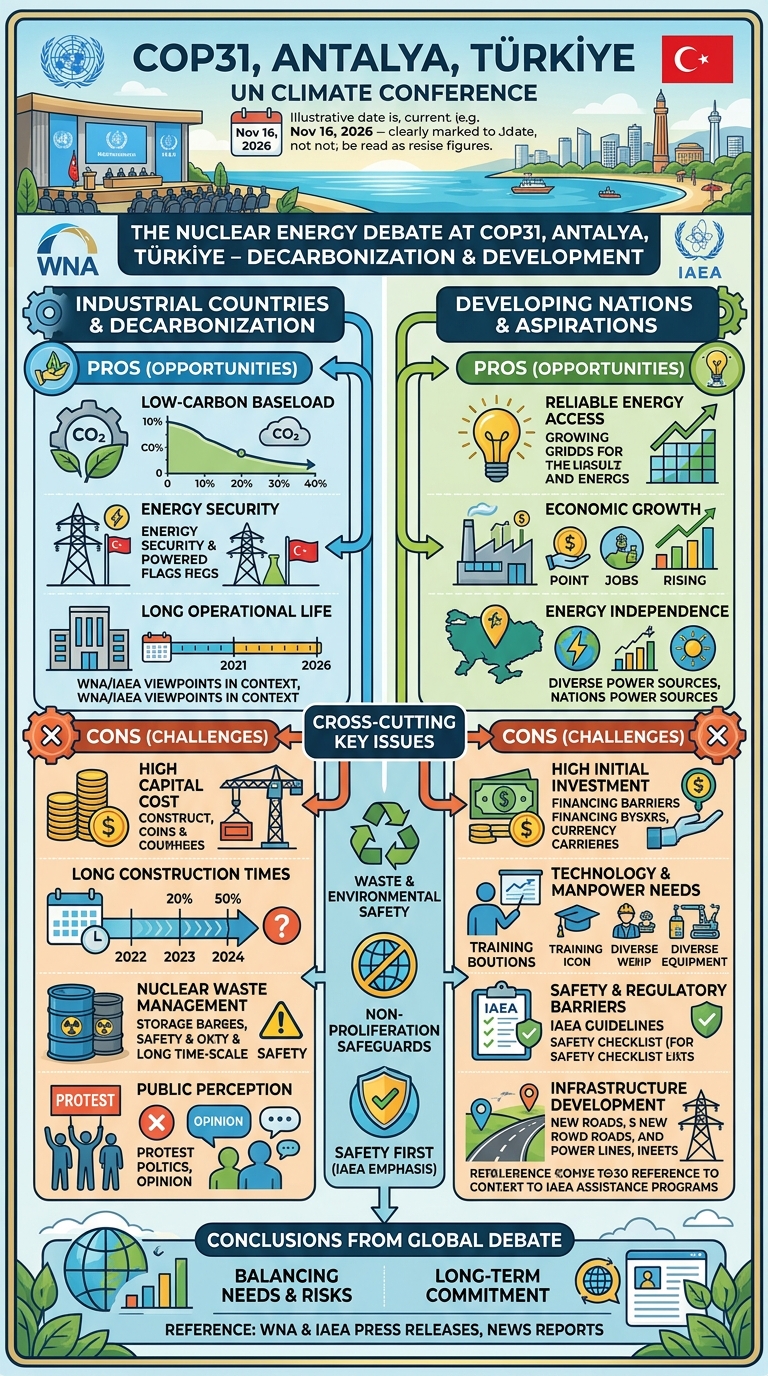 COP31, ANTALYA, TÜRKİYE
UN CLIMATE CONFERENCE
Nov 16,
2026
Illustrative date is, current (e.g.
Nov 16, 2026 – clearly marked to Jdate,
not not; be read as resise figures.
WNA
THE NUCLEAR ENERGY DEBATE AT COP31, ANTALYA,
TÜRKİYE – DECARBONIZATION & DEVELOPMENT
IAEA
INDUSTRIAL COUNTRIES
& DECARBONIZATION
PROS (OPPORTUNITIES)
CO₂
LOW-CARBON BASELOAD
10%
C0%
0
CO₂
0
10%
20%
30%
40%
ENERGY SECURITY
SECURITY &
POWERED
FLAGS
LONG OPERATIONAL LIFE
2021
2026
WNA/IAEA VIEWPOINTS IN CONTEXT,
WNA/IAEA VIEWPOINTS IN CONTEXT
DEVELOPING NATIONS
& ASPIRATIONS
PROS (OPPORTUNITIES)
RELIABLE ENERGY
ACCESS
GROWING
GRIDDS FOR
THE
AND ENERGS
ECONOMIC GROWTH
POINT
JOBS
RISING
ENERGY INDEPENDENCE
DIVERSE POWER SOURCES,
NATIONS POWER SOURCES
CROSS-CUTTING
KEY ISSUES
CONS (CHALLENGES)
HIGH
CAPITAL
COST
CONSTRUCT,
COINS &
LONG CONSTRUCTION TIMES
20%
50%
?
2022
2023
2024
NUCLEAR WASTE
MANAGEMENT
STORAGE BARGES,
SAFETY & OKTY &
LONG TIME-SCALE
SAFETY
PUBLIC PERCEPTION
PROTEST
OPINION
PROTEST
POLTICS,
OPINION
WASTE &
ENVIRONMENTAL
SAFETY
NON-
PROLIFERATION
SAFEGUARDS
SAFETY FIRST
(IAEA EMPHASIS)
CONS (CHALLENGES)
HIGH INITIAL
INVESTMENT
FINANCING BARRIERS
FINANCING BYSXRS,
CURRENCY
CARRIERES
TECHNOLOGY &
MANPOWER NEEDS
TRAINING
BOUTIONS
TRAINING
ICON
DIVERSE
DIVERSE
EQUIPMENT
IAEA
SAFETY & REGULATORY
BARRIERS
IAEA GUIDELINES
SAFETY CHECKLIST (FOR
SAFETY CHECKLIST
INFRASTRUCTURE
DEVELOPMENT
NEW ROADS, S NEW
ROWD ROADS, AND
POWER LINES, INEETS
REFERENCE TO
TO IAEA ASSISTANCE PROGRAMS
CONCLUSIONS FROM GLOBAL DEBATE
BALANCING
NEEDS & RISKS
LONG-TERM
COMMITMENT
REFERENCE: WNA & IAEA PRESS RELEASES, NEWS REPORTS